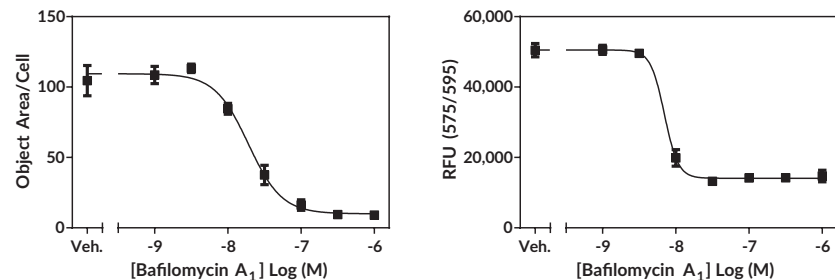 150
100
50
0
Object Area/Cell
Veh. -9 -8 -7 -6
[Bafilomycin A1] Log (M)
60,000
40,000
20,000
0
RFU (575/595)
Veh. -9 -8 -7 -6
[Bafilomycin A1] Log (M)